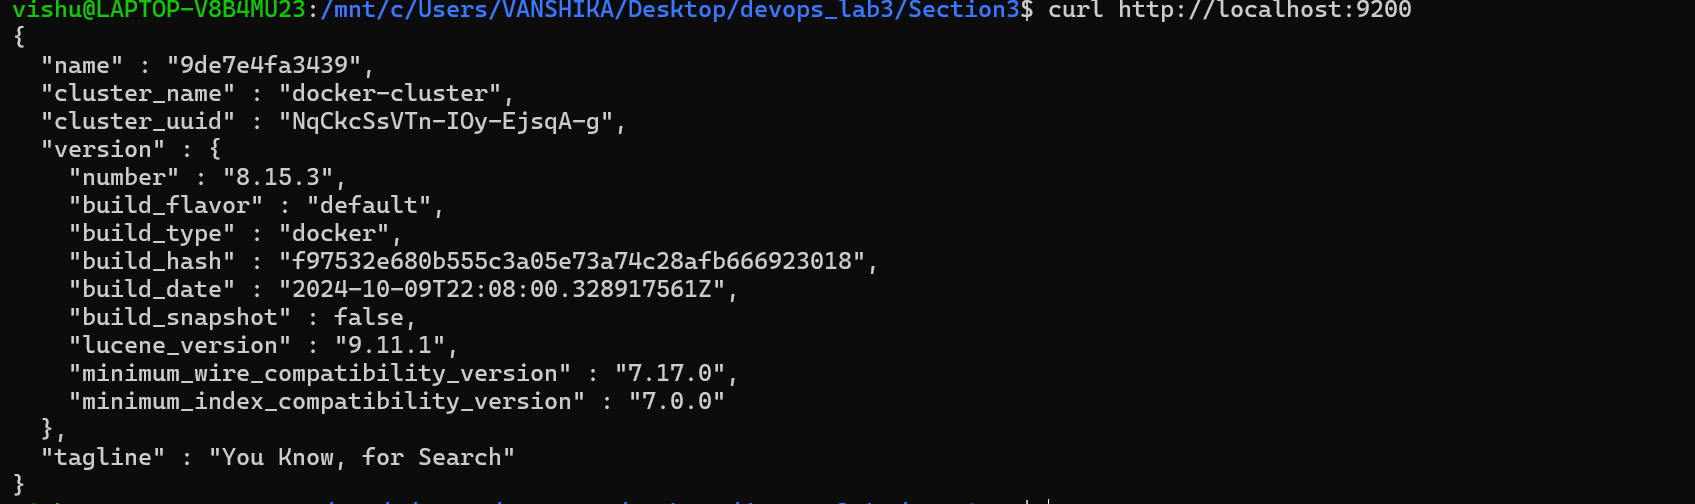 vishu@LAPTOP-V8B4MU23:/mnt/c/Users/VANSHIKA/Desktop/devops_lab3/Section3$ curl http://localhost:9200
{
  "name" : "9de7e4fa3439",
  "cluster_name" : "docker-cluster",
  "cluster_uuid" : "NqCkcSsVTn-IOy-EjsqA-g",
  "version" : {
    "number" : "8.15.3",
    "build_flavor" : "default",
    "build_type" : "docker",
    "build_hash" : "f97532e680b555c3a05e73a74c28afb666923018",
    "build_date" : "2024-10-09T22:08:00.328917561Z",
    "build_snapshot" : false,
    "lucene_version" : "9.11.1",
    "minimum_wire_compatibility_version" : "7.17.0",
    "minimum_index_compatibility_version" : "7.0.0"
  },
  "tagline" : "You Know, for Search"
}